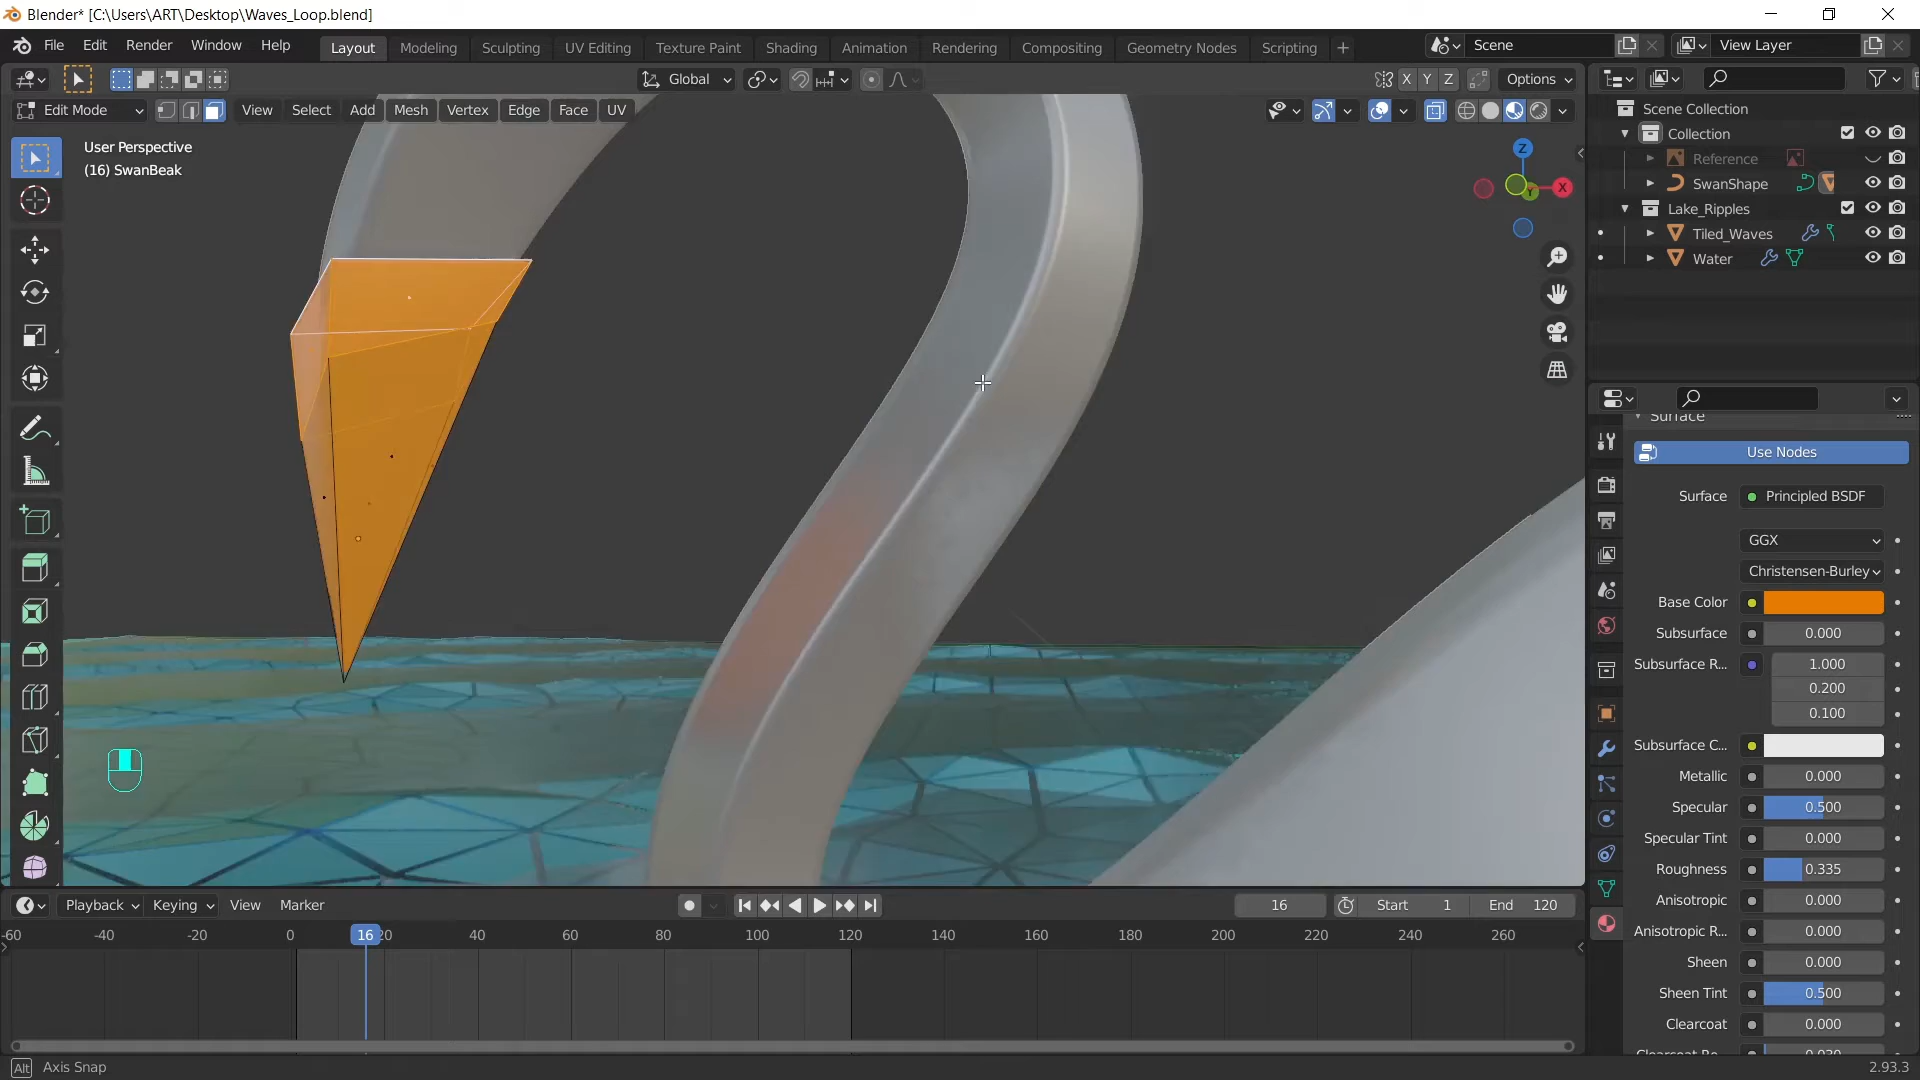 Blender* [C:\Users\ART\Desktop\Waves_Loop.blend]
File Edit Render Window Help Layout Modeling Sculpting UV Editing Texture Paint Shading Animation Rendering Compositing Geometry Nodes Scripting + Scene View Layer
Global X Y Z Options
Edit Mode View Select Add Mesh Vertex Edge Face UV
User Perspective
(16) SwanBeak
Z
X
Y
Scene Collection
Collection
Reference
SwanShape
Lake_Ripples
Tiled_Waves
Water
Surface
Use Nodes
Surface Principled BSDF
GGX
Christensen-Burley
Base Color
Subsurface 0.000
Subsurface R... 1.000
0.200
0.100
Subsurface C...
Metallic 0.000
Specular 0.500
Specular Tint 0.000
Roughness 0.335
Anisotropic 0.000
Anisotropic R... 0.000
Sheen 0.000
Sheen Tint 0.500
Clearcoat 0.000
Playback Keying View Marker 16 Start 1 End 120
-60 -40 -20 0 16 20 40 60 80 100 120 140 160 180 200 220 240 260
Alt Axis Snap 2.93.3